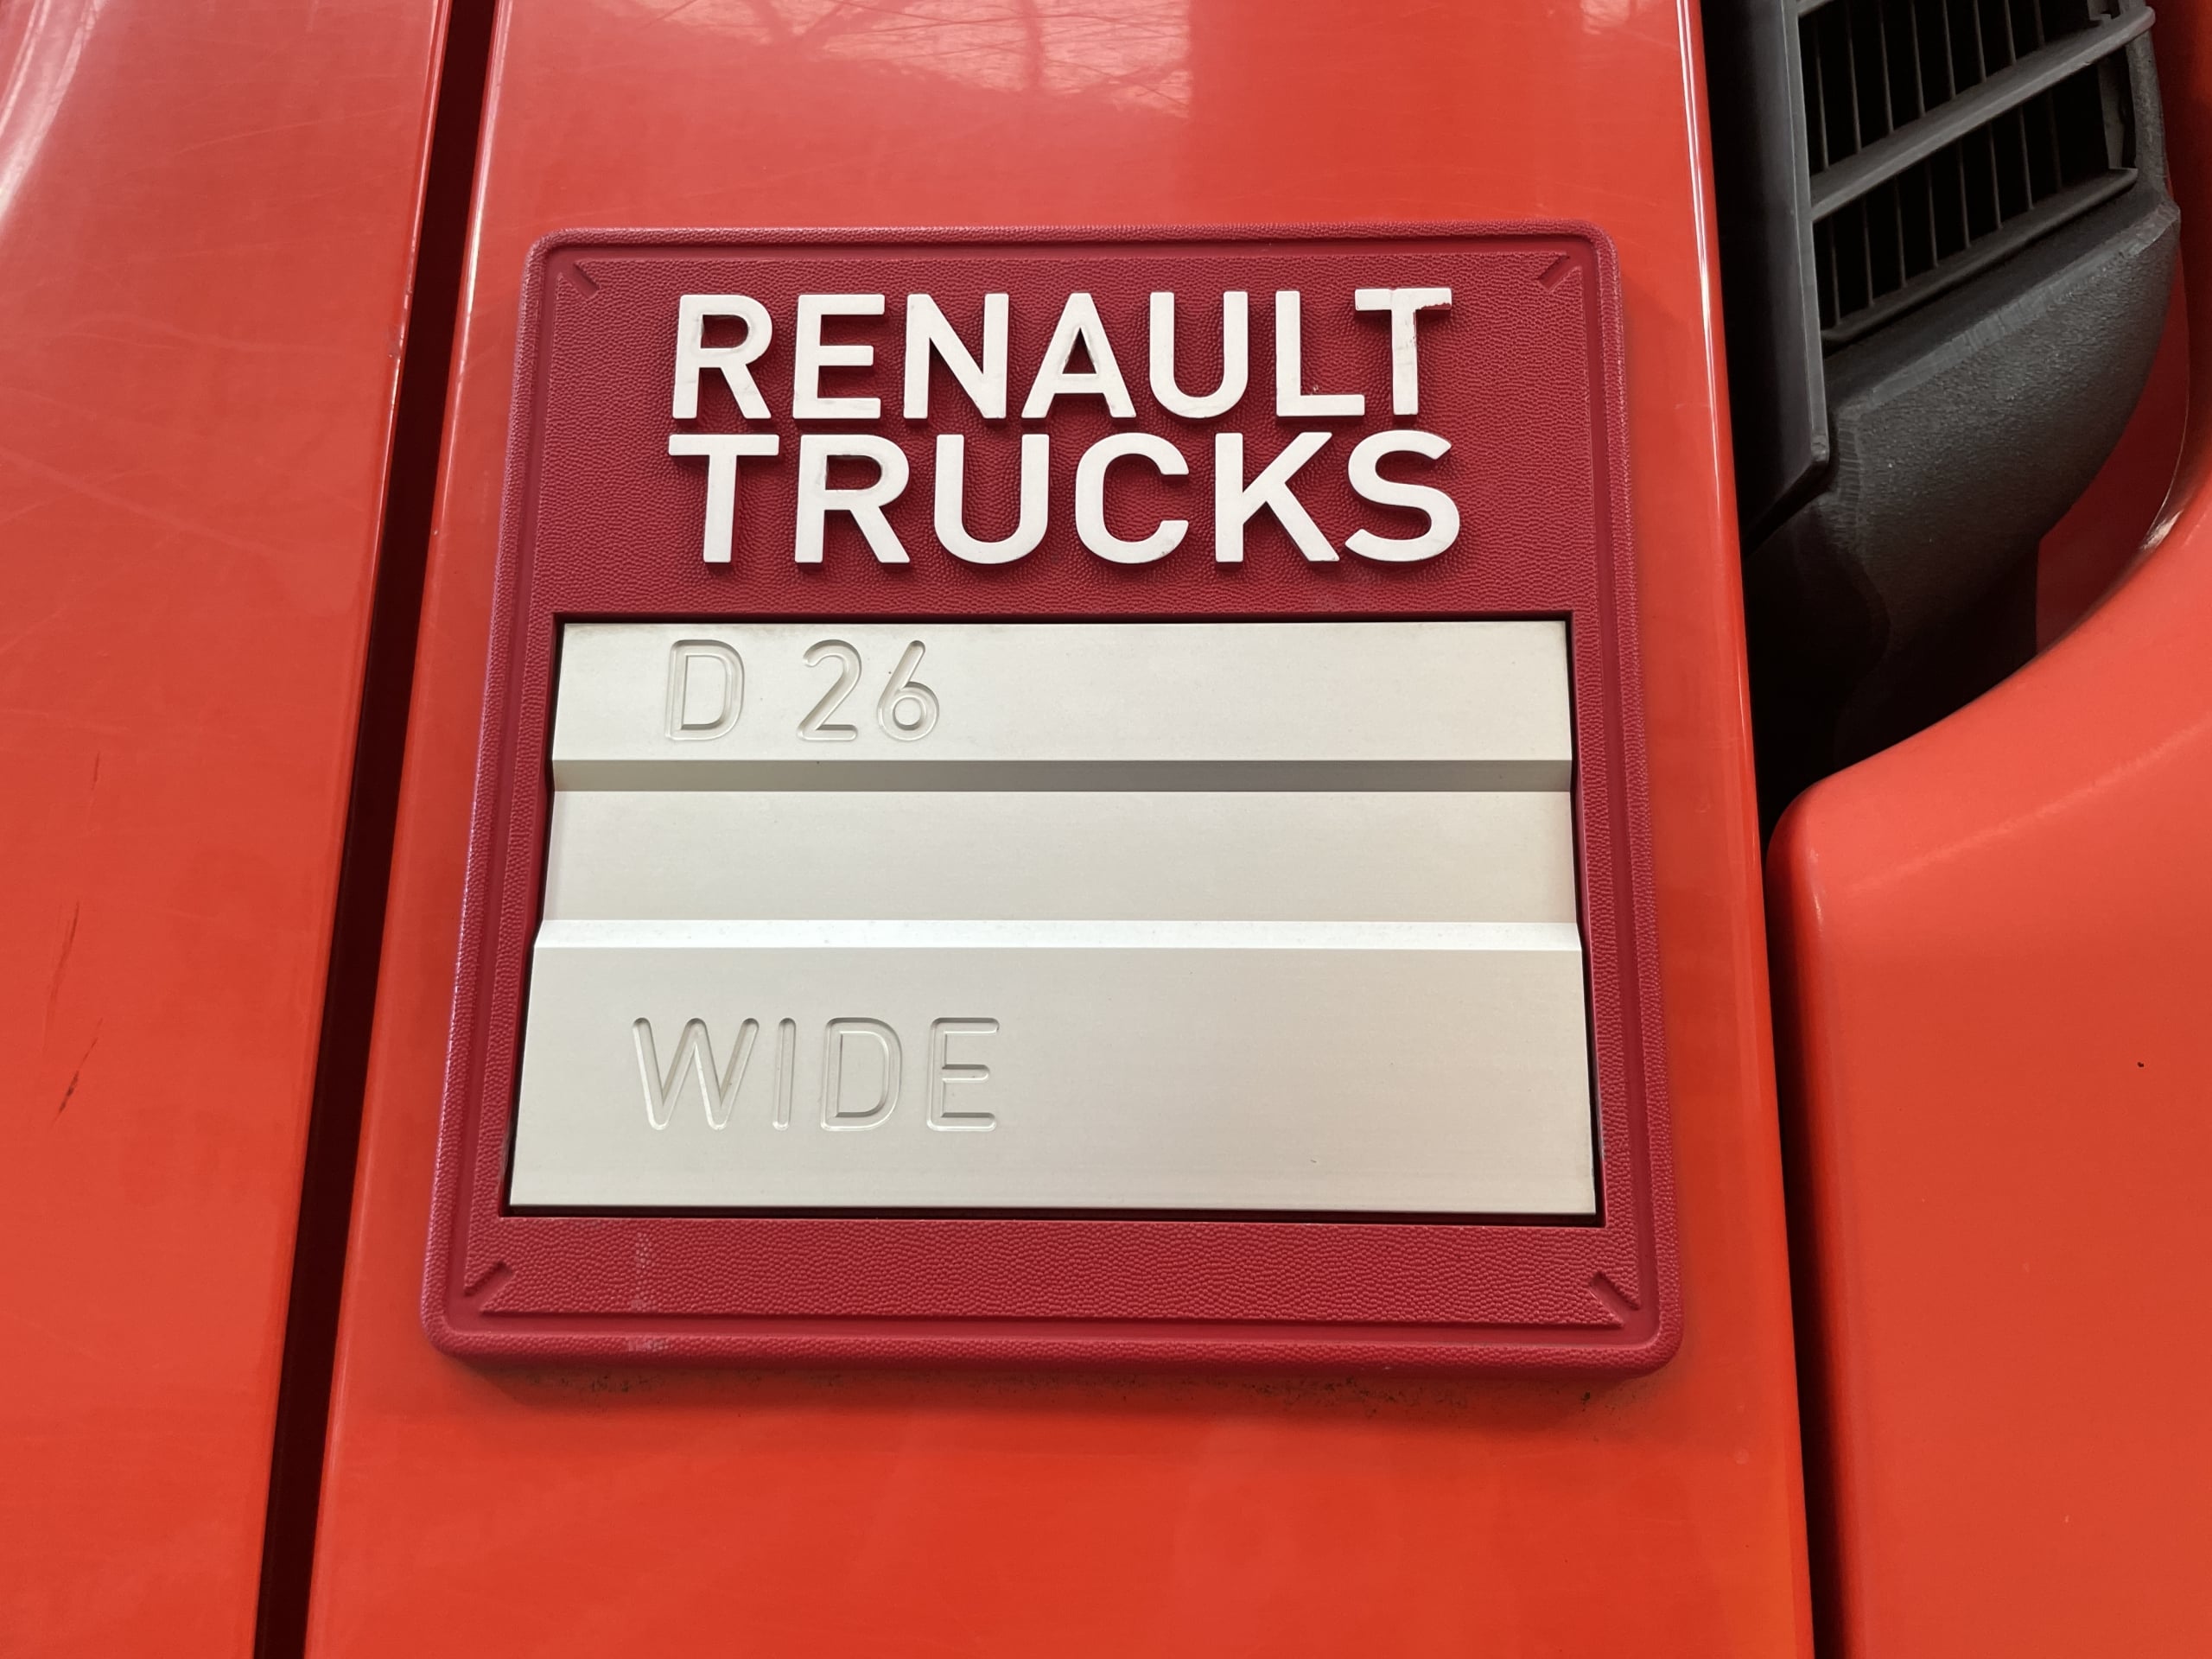 RENAULT
TRUCKS
D 26
WIDE